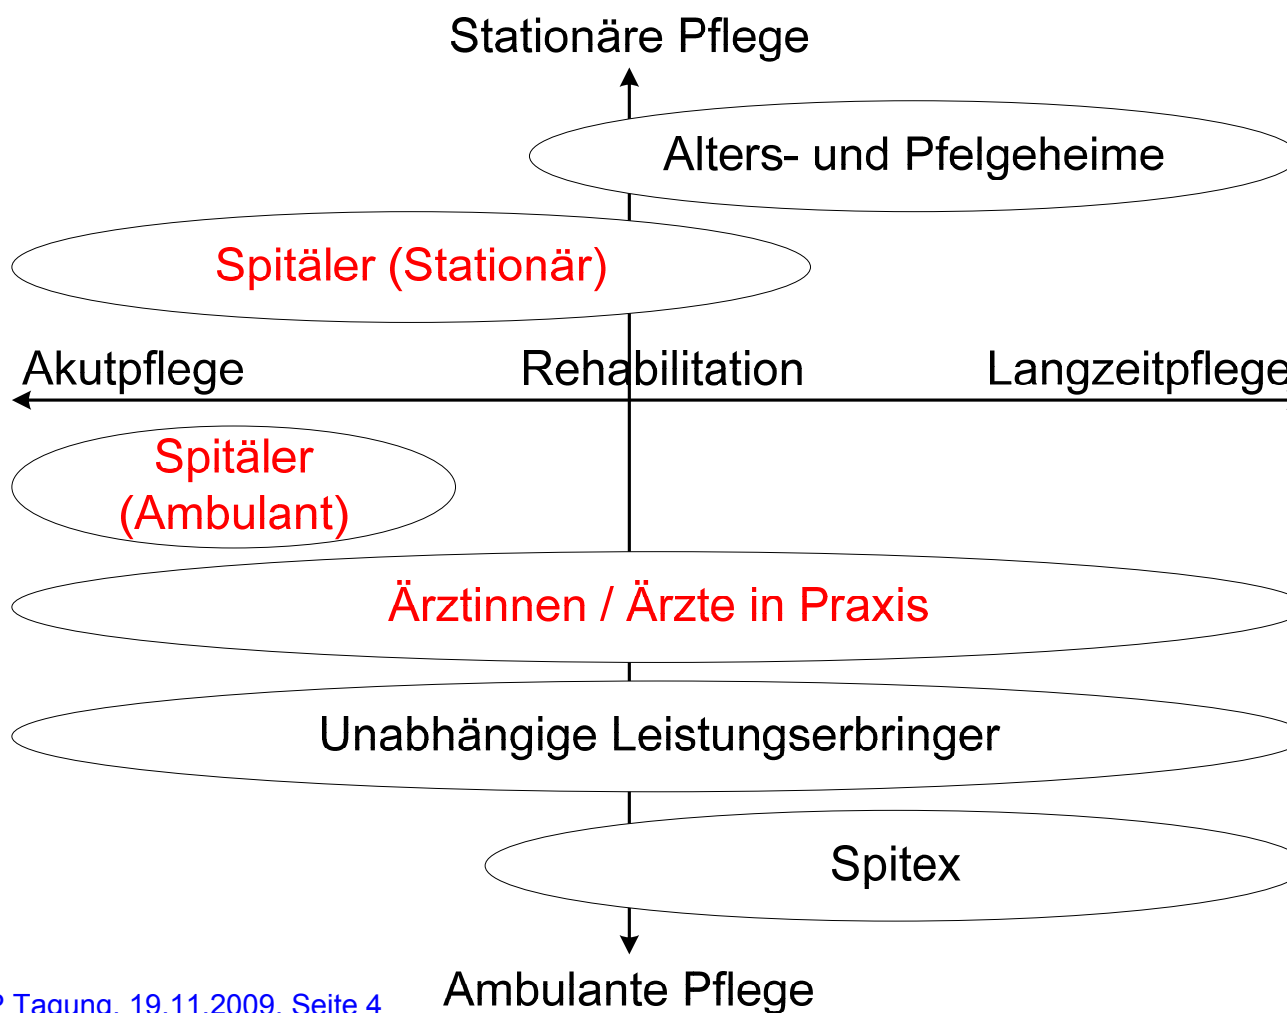 Stationäre Pflege
Alters- und Pfelgeheime
Spitäler (Stationär)
Akutpflege Rehabilitation Langzeitpflege
Spitäler
(Ambulant)
Ärztinnen / Ärzte in Praxis
Unabhängige Leistungserbringer
Spitex
Ambulante Pflege
Tagung, 19.11.2009, Seite 4